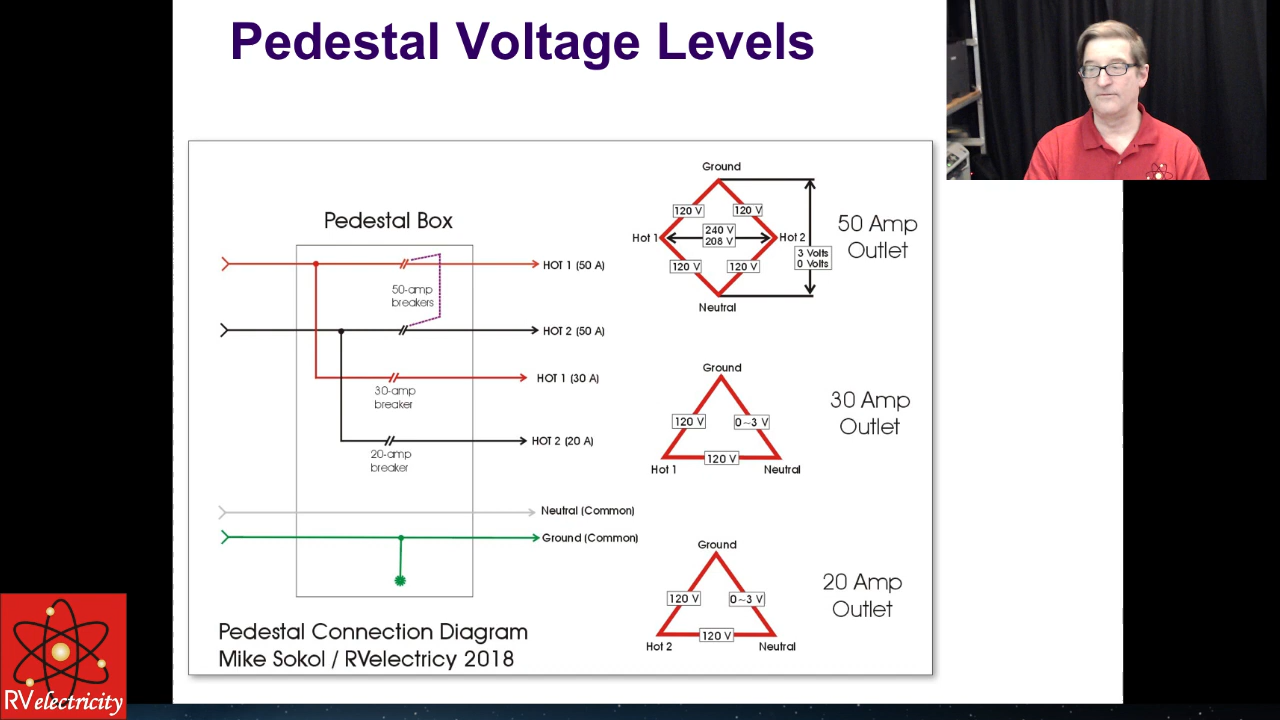 Pedestal Voltage Levels
Pedestal Box
HOT 1 (50 A)
50-amp
breakers
HOT 2 (50 A)
HOT 1 (30 A)
30-amp
breaker
HOT 2 (20 A)
20-amp
breaker
Neutral (Common)
Ground (Common)
Pedestal Connection Diagram
Mike Sokol / RVelectricy 2018
Ground
120 V
120 V
Hot 1
240 V
208 V
Hot 2
120 V
120 V
3 Volts
0 Volts
Neutral
50 Amp
Outlet
Ground
120 V
0~3 V
120 V
Hot 1
Neutral
30 Amp
Outlet
Ground
120 V
0~3 V
120 V
Hot 2
Neutral
20 Amp
Outlet
RVelectricity